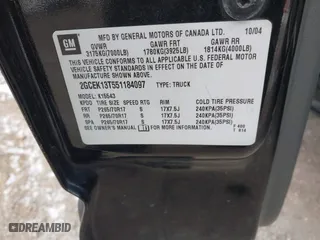 GM
MFD BY GENERAL MOTORS OF CANADA LTD. 10/04
GVWR GAWR FRT GAWR RR
3175KG(7000LB) 1780KG(3925LB) 1814KG(4000LB)
THIS VEHICLE CONFORMS TO ALL APPLICABLE U.S. FEDERAL MOTOR
VEHICLE SAFETY STANDARDS IN EFFECT ON THE DATE OF
MANUFACTURE SHOWN ABOVE.
2GCEK13T551184097 TYPE: TRUCK
MODEL: K15543
TIRE SIZE SPEED RTG RIM COLD TIRE PRESSURE
FRT P265/70R17 S 17X7.5J 240KPA(35PSI)
RR P265/70R17 S 17X7.5J 240KPA(35PSI)
SPA P265/70R17 S 17X7.5J 240KPA(35PSI)
SEE OWNER'S MANUAL FOR MORE INFORMATION.
DREAMBID